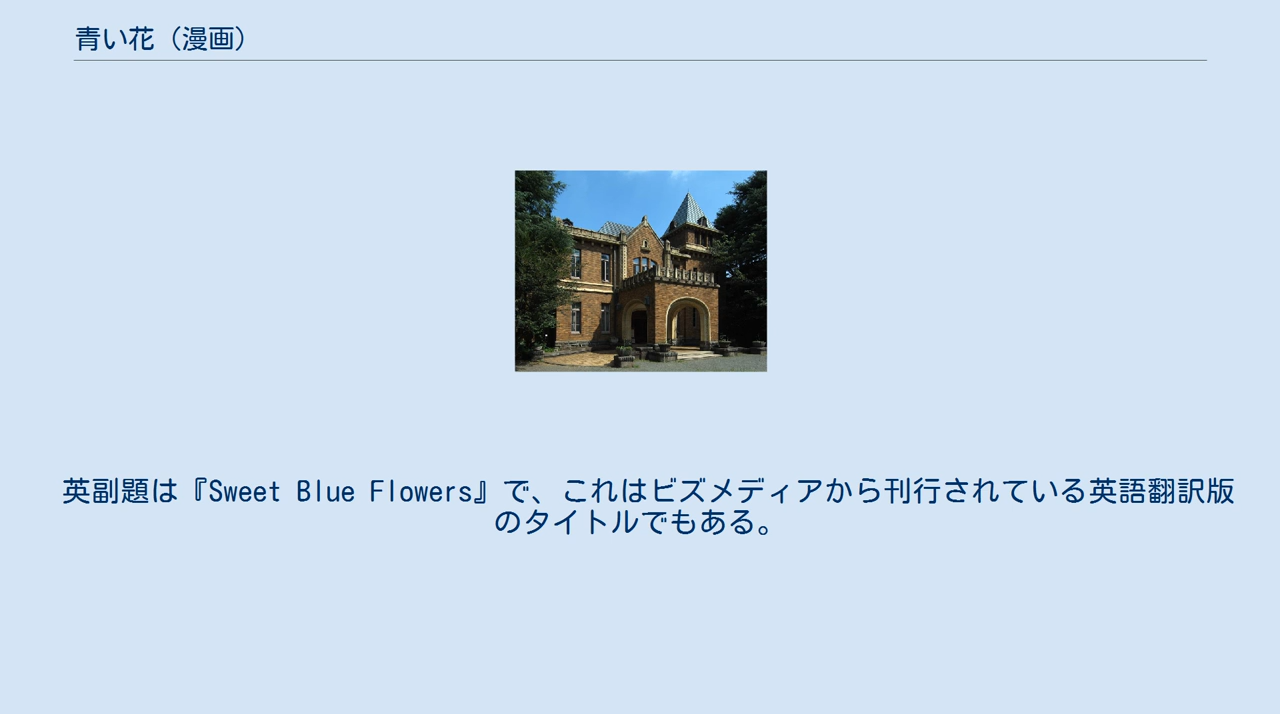 青い花（漫画）
英副題は『Sweet Blue Flowers』で、これはビズメディアから刊行されている英語翻訳版
のタイトルでもある。